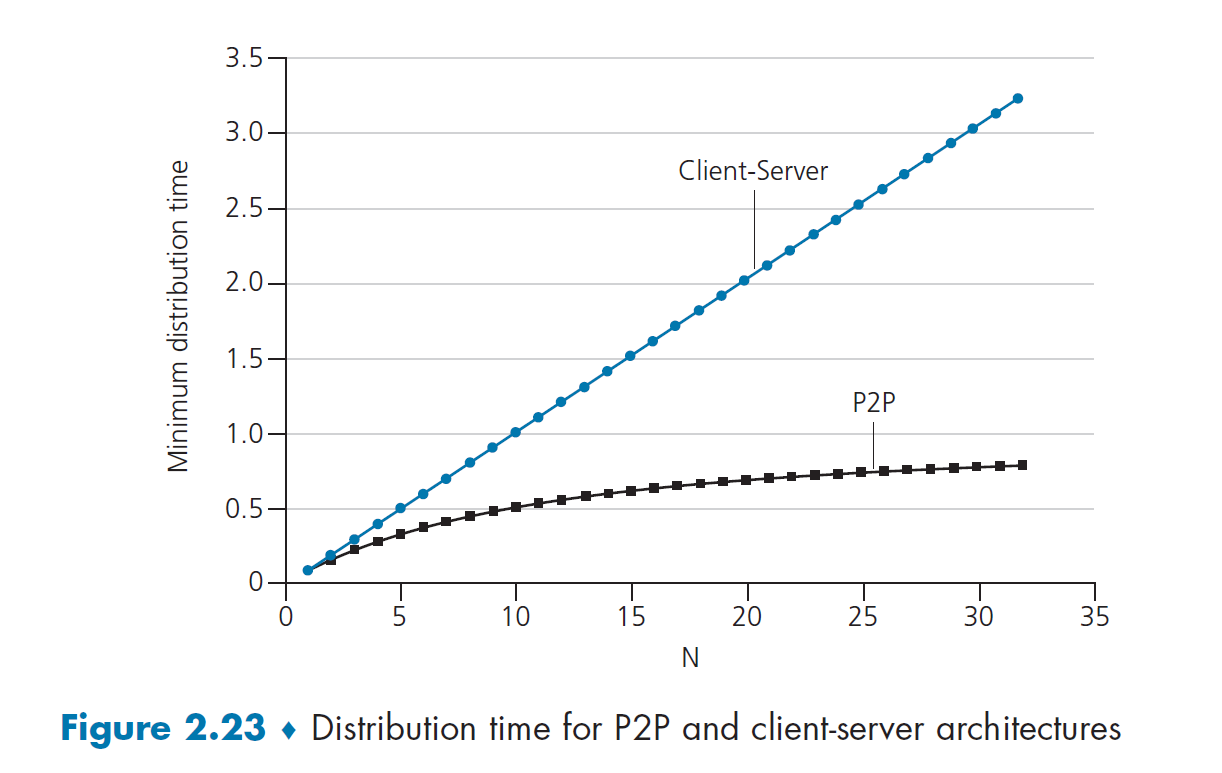 3.5
3.0
Client-Server
2.5
2.0
Minimum distribution time
1.5
P2P
1.0
0.5
0
0 5 10 15 20 25 30 35
N
Figure 2.23 ♦ Distribution time for P2P and client-server architectures